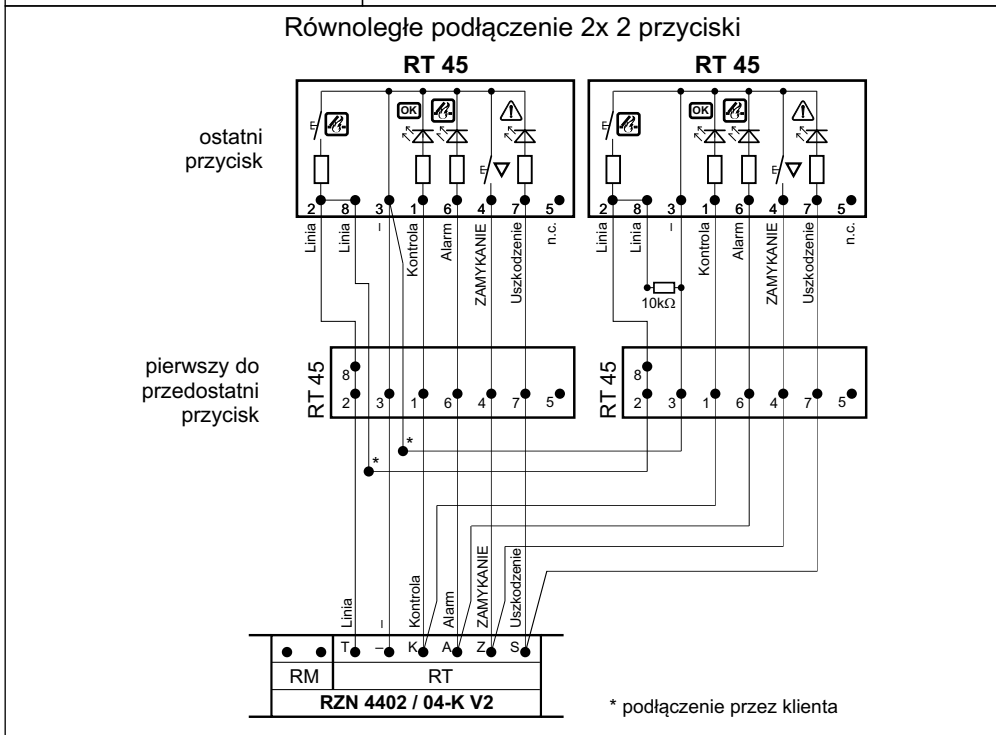 Równoległe podłączenie 2x 2 przyciski
RT 45
RT 45
OK
OK
ostatni
przycisk
2 8 3 1 6 4 7 5
2 8 3 1 6 4 7 5
Linia
Linia
–
Kontrola
Alarm
ZAMYKANIE
Uszkodzenie
n.c.
Linia
Linia
–
Kontrola
Alarm
ZAMYKANIE
Uszkodzenie
n.c.
10kΩ
pierwszy do
przedostatni
przycisk
RT 45
8
2 3 1 6 4 7 5
RT 45
8
2 3 1 6 4 7 5
*
*
Linia
–
Kontrola
Alarm
ZAMYKANIE
Uszkodzenie
T – K A Z S
RM
RT
RZN 4402 / 04-K V2
* podłączenie przez klienta